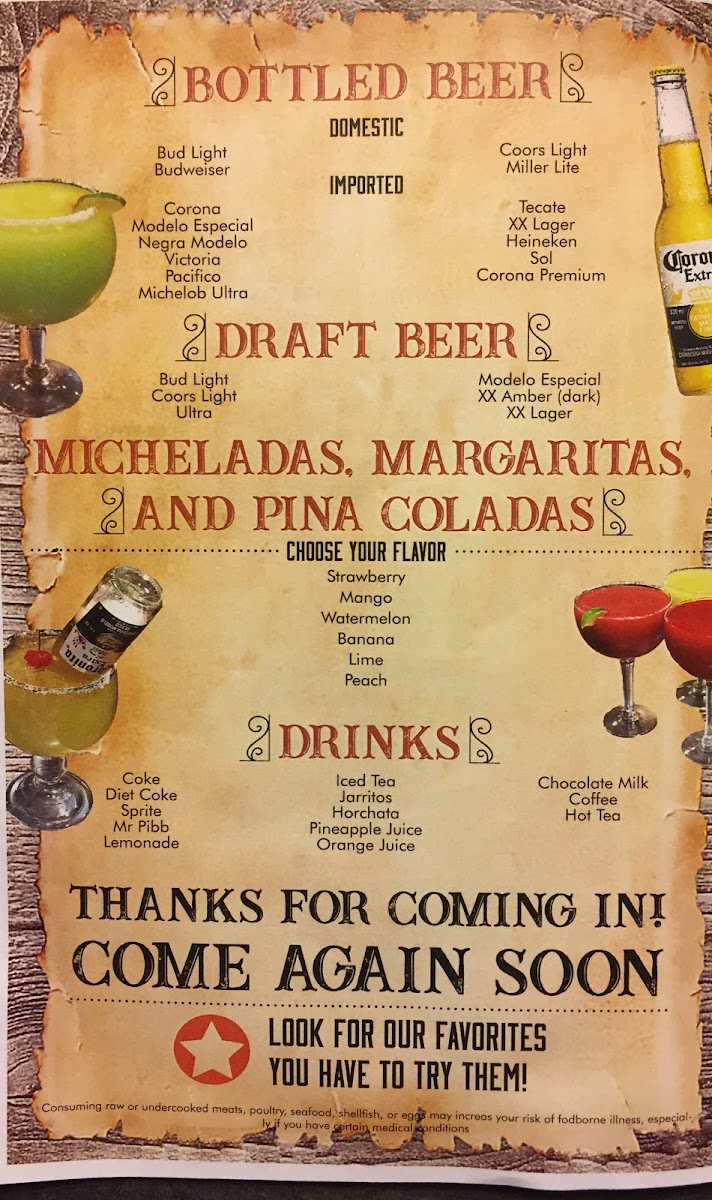 BOTTLED BEER
DOMESTIC
Bud Light
Budweiser
Coors Light
Miller Lite
IMPORTED
Corona
Modelo Especial
Negra Modelo
Victoria
Pacifico
Michelob Ultra
Tecate
XX Lager
Heineken
Sol
Corona Premium
Corona
Extr
DRAFT BEER
Bud Light
Coors Light
Ultra
Modelo Especial
XX Amber (dark)
XX Lager
MICHELADAS, MARGARITAS,
AND PINA COLADAS
CHOOSE YOUR FLAVOR
Strawberry
Mango
Watermelon
Banana
Lime
Peach
DRINKS
Coke
Diet Coke
Sprite
Mr Pibb
Lemonade
Iced Tea
Jarritos
Horchata
Pineapple Juice
Orange Juice
Chocolate Milk
Coffee
Hot Tea
THANKS FOR COMING IN!
COME AGAIN SOON
LOOK FOR OUR FAVORITES
YOU HAVE TO TRY THEM!
Consuming raw or undercooked meats, poultry, seafood, shellfish, or eggs may increas your risk of fodborne illness, especial-
ly if you have certain medical conditions